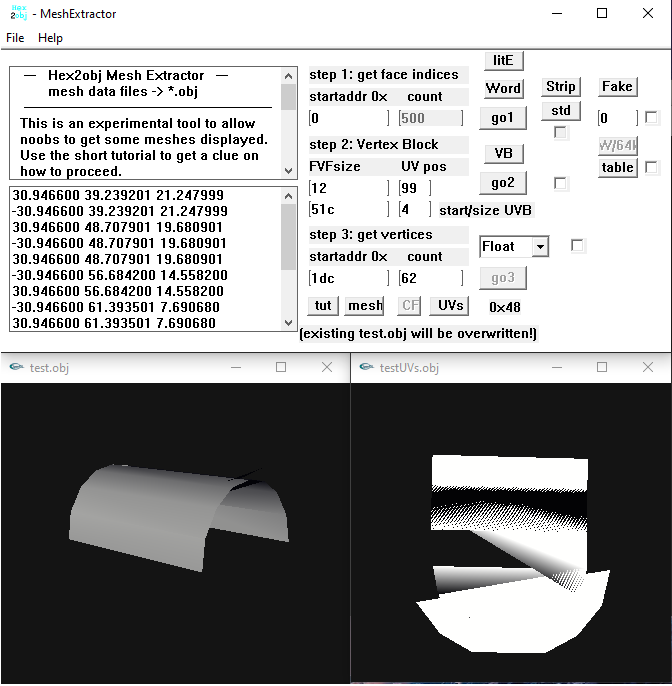 Hex
2obj - MeshExtractor
File Help
— Hex2obj Mesh Extractor —
mesh data files -> *.obj
This is an experimental tool to allow
noobs to get some meshes displayed.
Use the short tutorial to get a clue on
how to proceed.
30.946600 39.239201 21.247999
-30.946600 39.239201 21.247999
30.946600 48.707901 19.680901
-30.946600 48.707901 19.680901
30.946600 48.707901 19.680901
-30.946600 56.684200 14.558200
30.946600 56.684200 14.558200
-30.946600 61.393501 7.690680
30.946600 61.393501 7.690680
step 1: get face indices
startaddr 0x count
0 500
step 2: Vertex Block
FVFsize UV pos
12 99
51c 4 start/size UVB
step 3: get vertices
startaddr 0x count
1dc 62
tut mesh CF UVs
litE
Word
go1
VB
go2
Float
go3
0x48
Strip
std
Fake
0
W/64k
table
(existing test.obj will be overwritten!)
test.obj
testUVs.obj